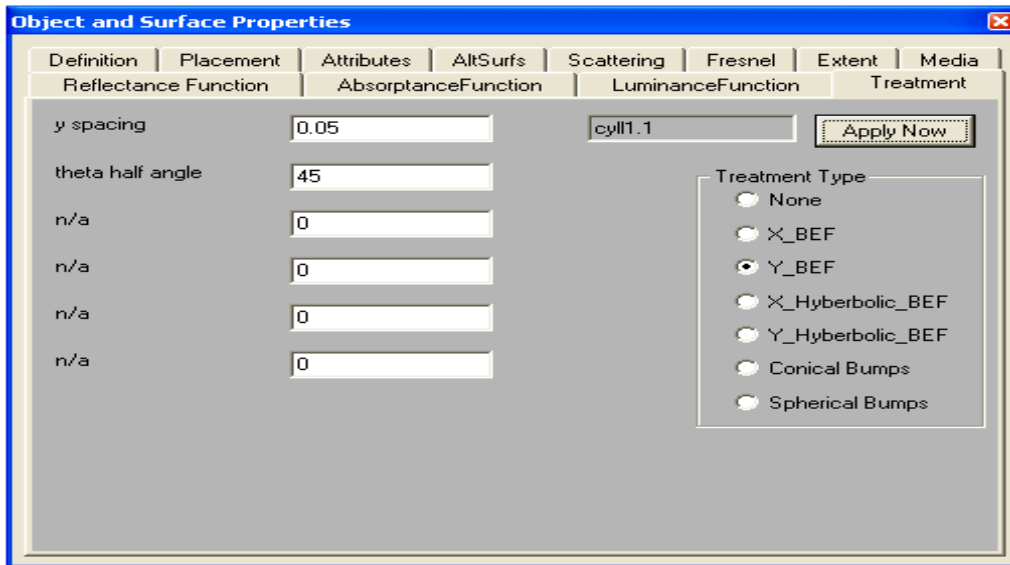 Object and Surface Properties
Definition Placement Attributes AltSurfs Scattering Fresnel Extent Media
Reflectance Function AbsorptanceFunction LuminanceFunction Treatment
y spacing 0.05 cyll1.1 Apply Now
theta half angle 45
Treatment Type
None
n/a 0
X_BEF
n/a 0
Y_BEF
n/a 0
X_Hyberbolic_BEF
Y_Hyberbolic_BEF
n/a 0
Conical Bumps
Spherical Bumps